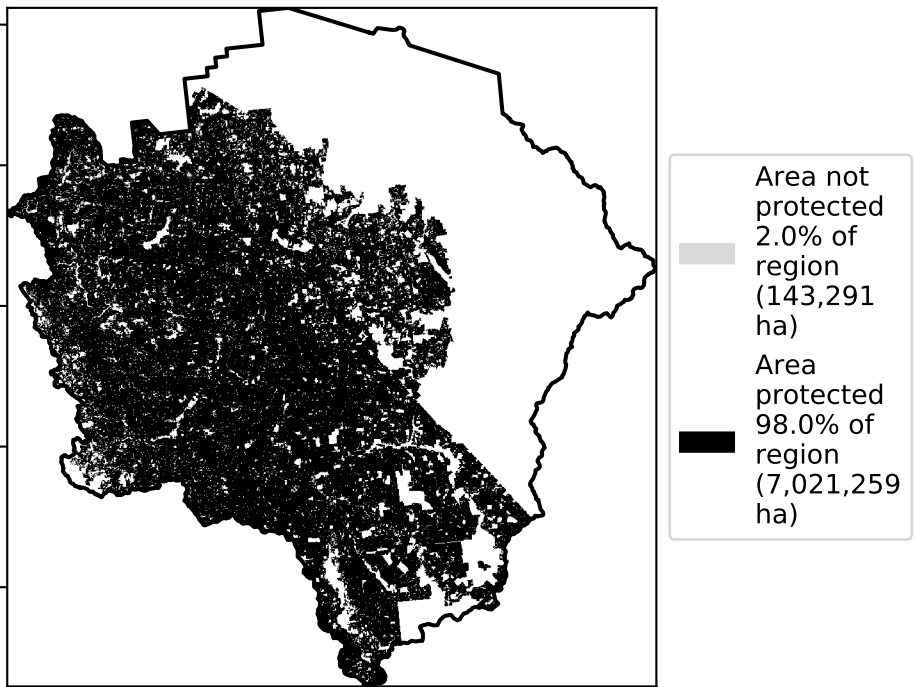 Area not
protected
2.0% of
region
(143,291
ha)
Area
protected
98.0% of
region
(7,021,259
ha)